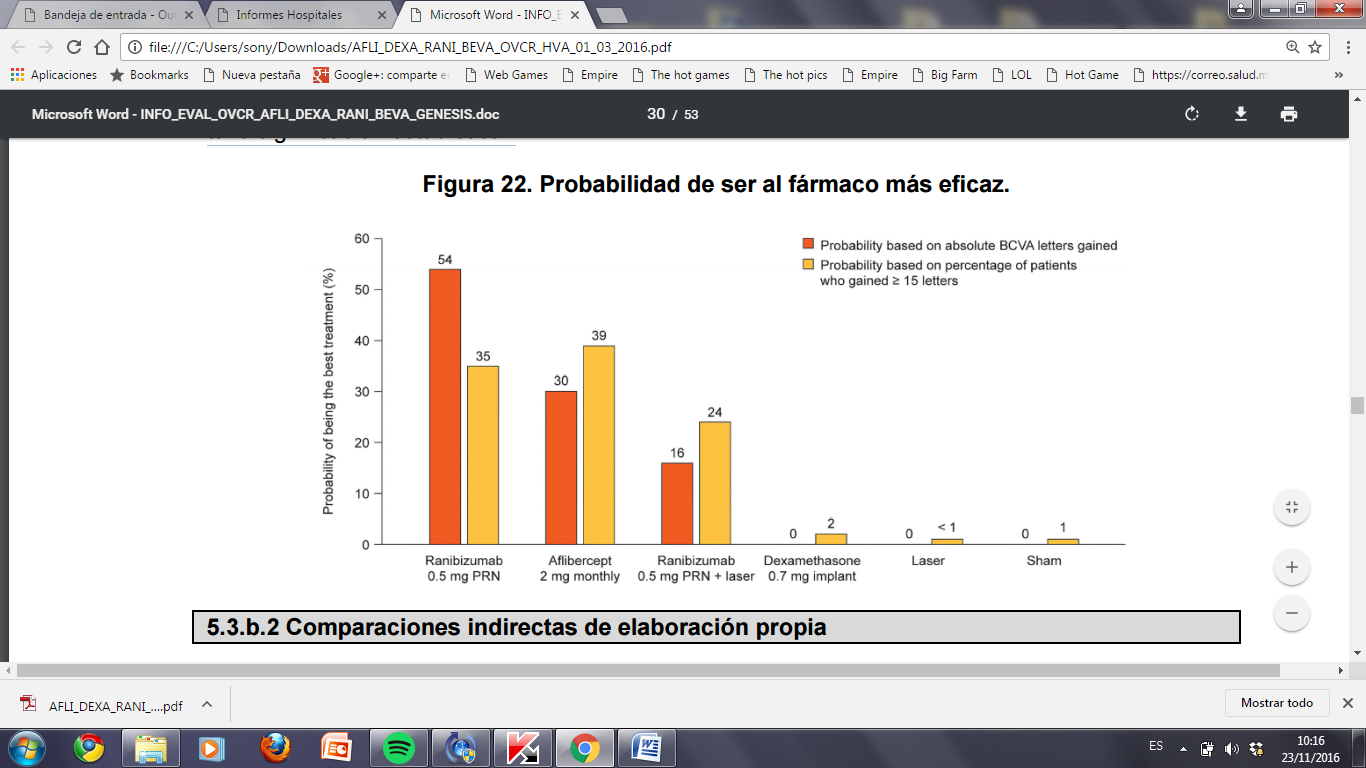 Bandeja de entrada - Ou
Informes Hospitales
Microsoft Word - INFO_E
file:///C:/Users/sony/Downloads/AFLI_DEXA_RANI_BEVA_OVCR_HVA_01_03_2016.pdf
Aplicaciones Bookmarks Nueva pestaña Google+: comparte e Web Games Empire The hot games The hot pics Empire Big Farm LOL Hot Game https://correo.salud.m »
Microsoft Word - INFO_EVAL_OVCR_AFLI_DEXA_RANI_BEVA_GENESIS.doc 30 / 53
Figura 22. Probabilidad de ser al fármaco más eficaz.
Probability of being the best treatment (%)
60
50
40
30
20
10
0
Probability based on absolute BCVA letters gained
Probability based on percentage of patients
who gained ≥ 15 letters
54
35
30
39
16
24
0
2
0
< 1
0
1
Ranibizumab
0.5 mg PRN
Aflibercept
2 mg monthly
Ranibizumab
0.5 mg PRN + laser
Dexamethasone
0.7 mg implant
Laser
Sham
5.3.b.2 Comparaciones indirectas de elaboración propia
AFLI_DEXA_RANI_....pdf
Mostrar todo
ES
10:16
23/11/2016